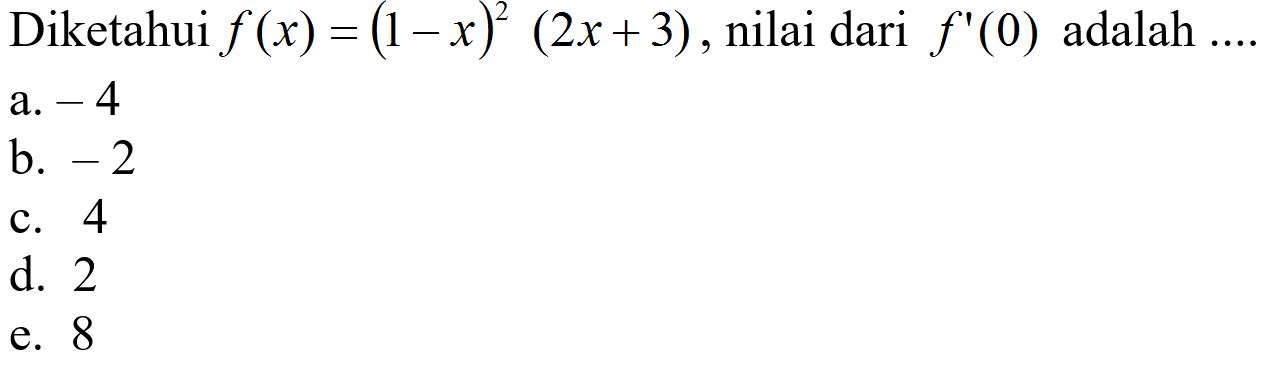 Diketahui f(x) = (1 – x)² (2x + 3), nilai dari f'(0) adalah ....
a. – 4
b. – 2
c. 4
d. 2
e. 8